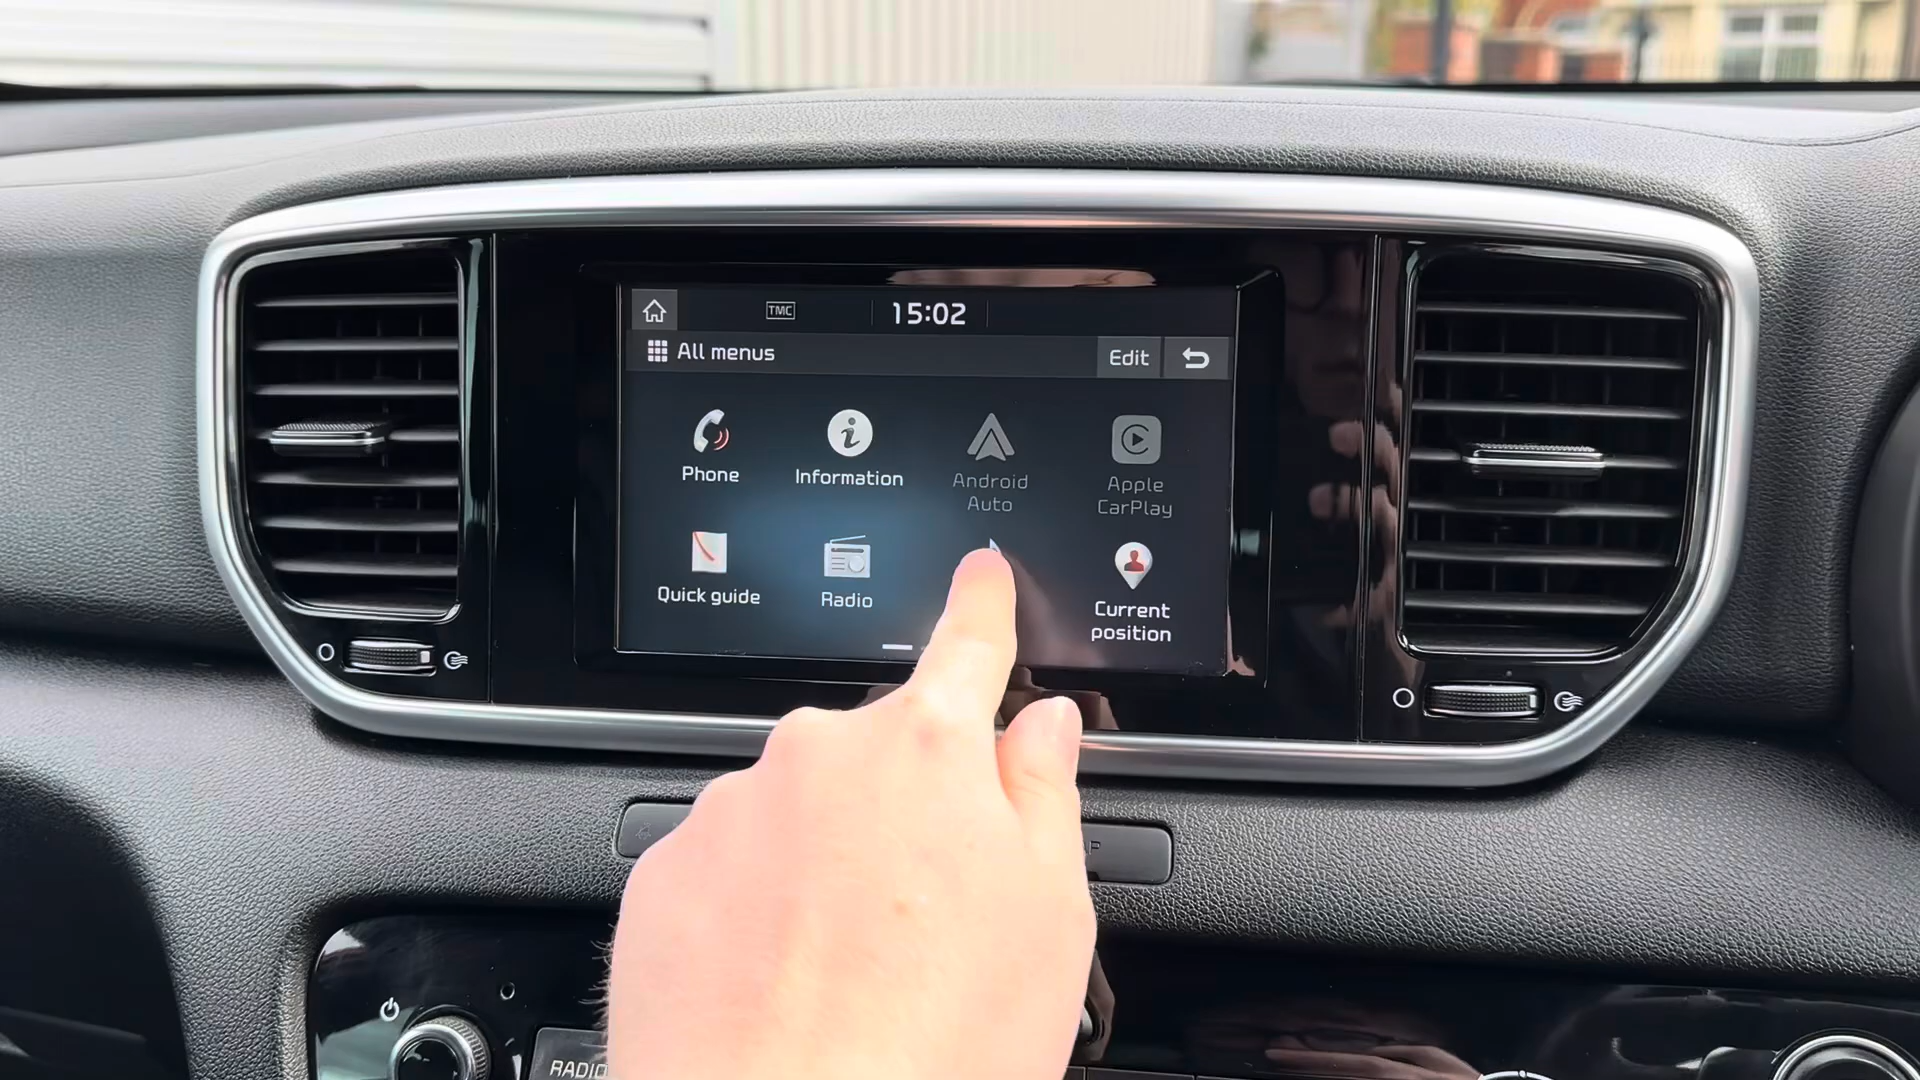 TMC
15:02
All menus
Edit
Phone
Information
Android
Auto
Apple
CarPlay
Quick guide
Radio
Current
position
RADIO